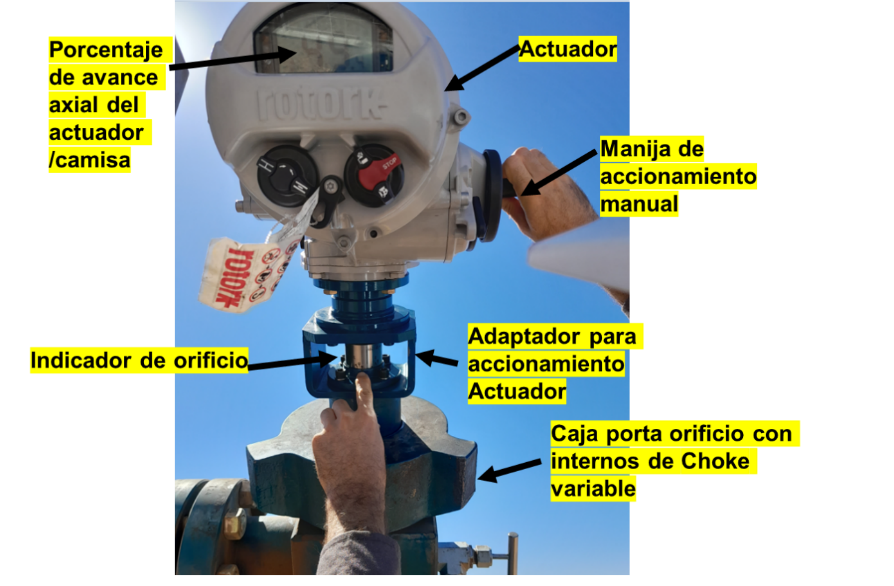 Porcentaje
de avance
axial del
actuador
/camisa
Actuador
rotork
STOP
Manija de
accionamiento
manual
rotork
Indicador de orificio
Adaptador para
accionamiento
Actuador
Caja porta orificio con
internos de Choke
variable